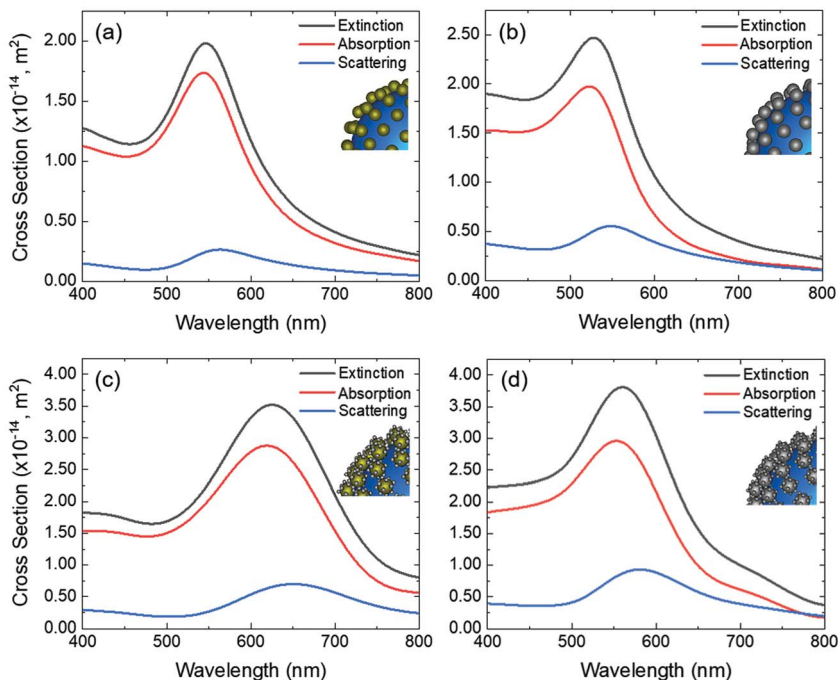 (a)
Extinction
Absorption
Scattering
2.00
1.50
1.00
0.50
0.00
400
500
600
700
800
Cross Section (x10⁻¹⁴, m²)
Wavelength (nm)
(b)
Extinction
Absorption
Scattering
2.50
2.00
1.50
1.00
0.50
0.00
400
500
600
700
800
Wavelength (nm)
(c)
Extinction
Absorption
Scattering
4.00
3.50
3.00
2.50
2.00
1.50
1.00
0.50
0.00
400
500
600
700
800
Cross Section (x10⁻¹⁴, m²)
Wavelength (nm)
(d)
Extinction
Absorption
Scattering
4.00
3.50
3.00
2.50
2.00
1.50
1.00
0.50
0.00
400
500
600
700
800
Wavelength (nm)